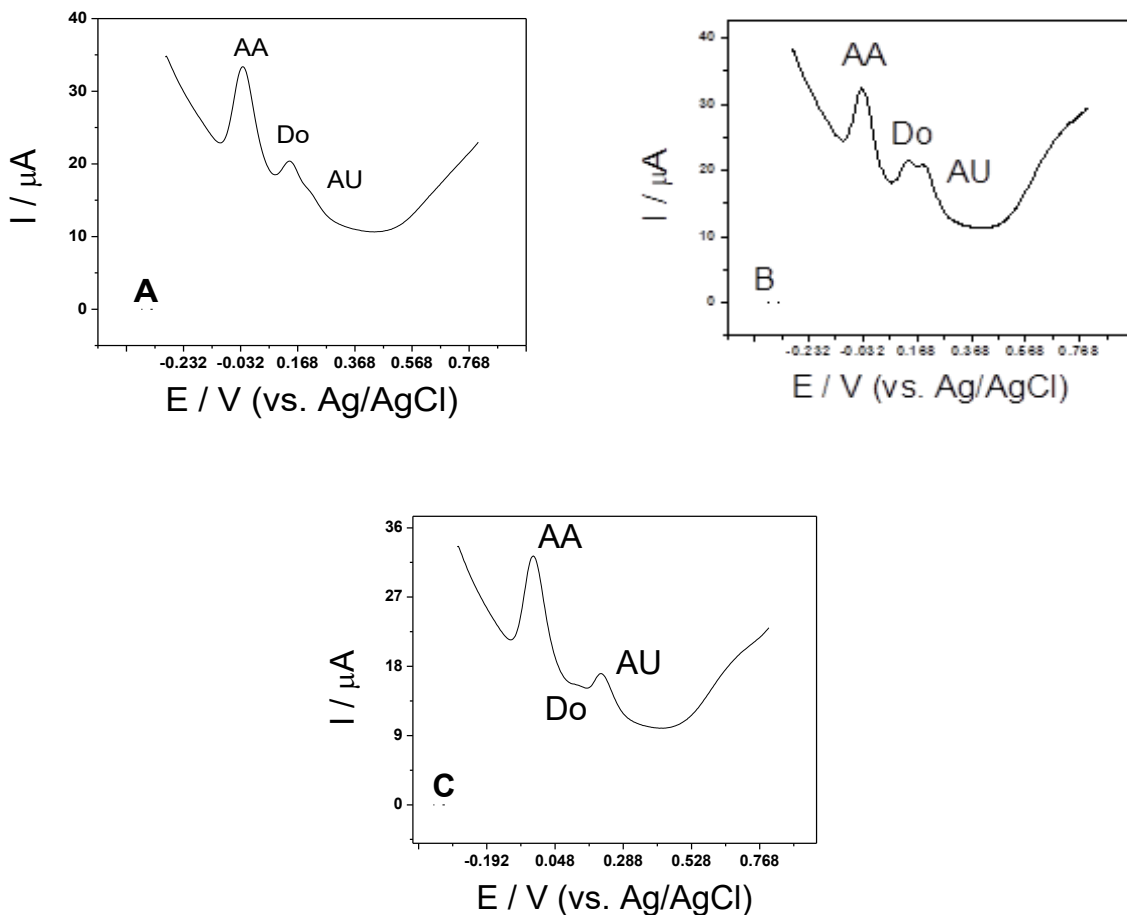 40
30
20
10
0
I / μA
AA
Do
AU
A
-0.232 -0.032 0.168 0.368 0.568 0.768
E / V (vs. Ag/AgCl)
40
30
20
10
0
I / μA
AA
Do
AU
B
-0.232 -0.032 0.168 0.368 0.568 0.768
E / V (vs. Ag/AgCl)
36
27
18
9
0
I / μA
AA
AU
Do
C
-0.192 0.048 0.288 0.528 0.768
E / V (vs. Ag/AgCl)